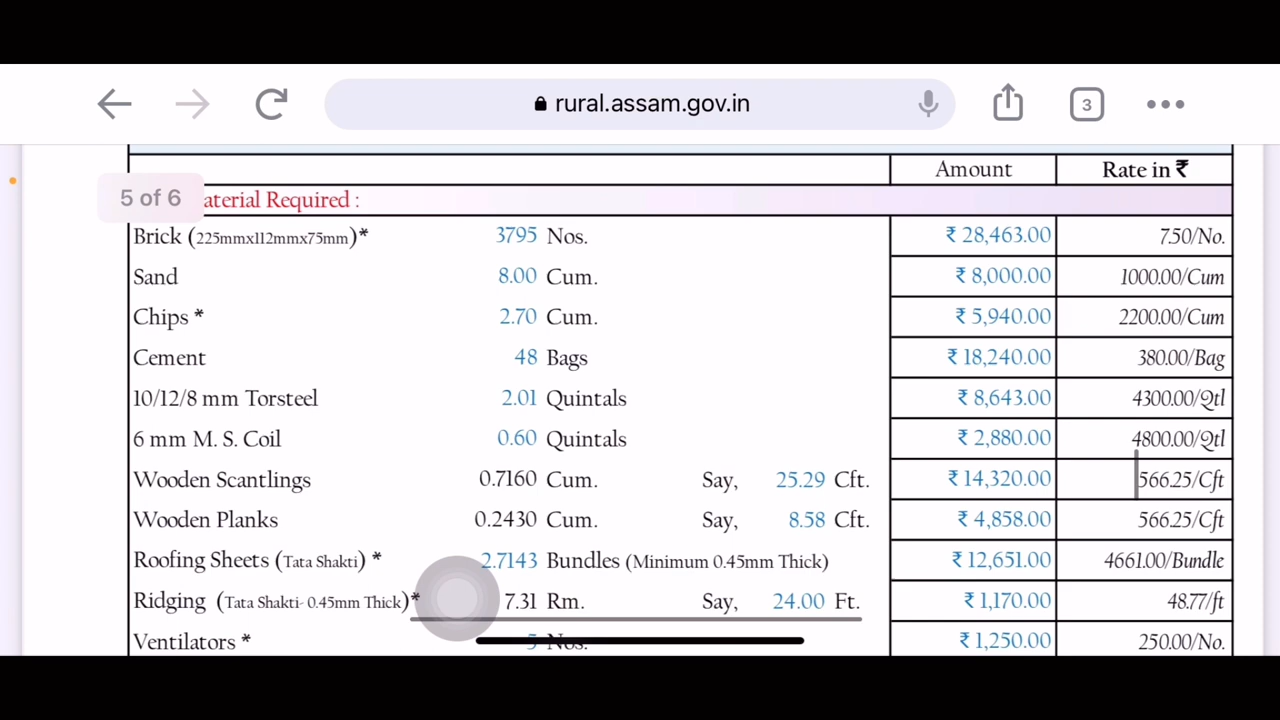 rural.assam.gov.in
3
Amount Rate in ₹
5 of 6
aterial Required :
Brick (225mmx112mmx75mm)* 3795 Nos. ₹ 28,463.00 7.50/No.
Sand 8.00 Cum. ₹ 8,000.00 1000.00/Cum
Chips * 2.70 Cum. ₹ 5,940.00 2200.00/Cum
Cement 48 Bags ₹ 18,240.00 380.00/Bag
10/12/8 mm Torsteel 2.01 Quintals ₹ 8,643.00 4300.00/Qtl
6 mm M. S. Coil 0.60 Quintals ₹ 2,880.00 4800.00/Qtl
Wooden Scantlings 0.7160 Cum. Say, 25.29 Cft. ₹ 14,320.00 566.25/Cft
Wooden Planks 0.2430 Cum. Say, 8.58 Cft. ₹ 4,858.00 566.25/Cft
Roofing Sheets (Tata Shakti) * 2.7143 Bundles (Minimum 0.45mm Thick) ₹ 12,651.00 4661.00/Bundle
Ridging (Tata Shakti- 0.45mm Thick)* 7.31 Rm. Say, 24.00 Ft. ₹ 1,170.00 48.77/ft
Ventilators * 5 Nos. ₹ 1,250.00 250.00/No.